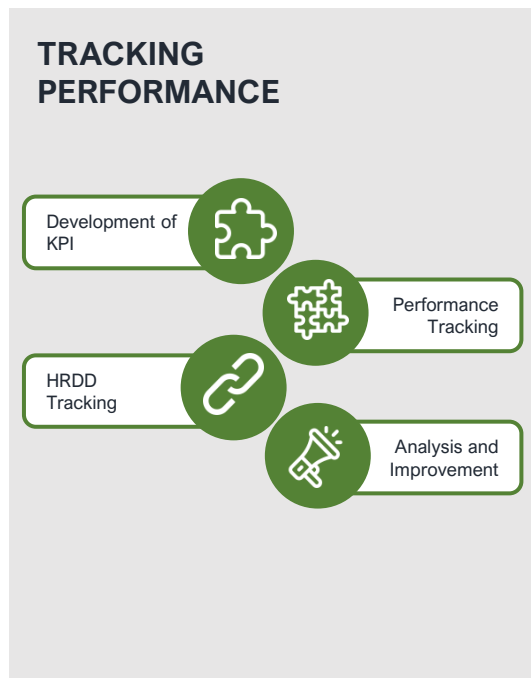 TRACKING
PERFORMANCE
Development of
KPI
Performance
Tracking
HRDD
Tracking
Analysis and
Improvement